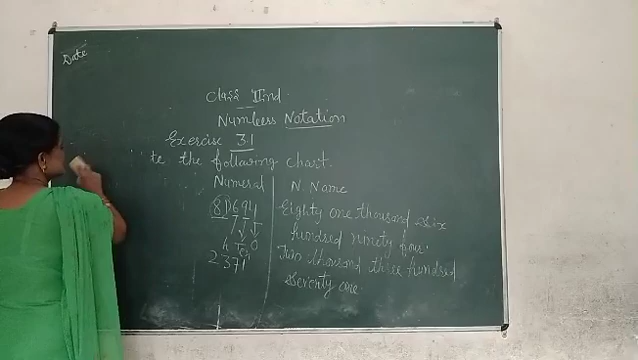 Date
Class IInd
Numbers Notation
Exercise 3.1
te the following chart.
Numeral N. Name
81694 Eighty one thousand six
hundred ninety four.
2371 Two thousand three hundred
Seventy one